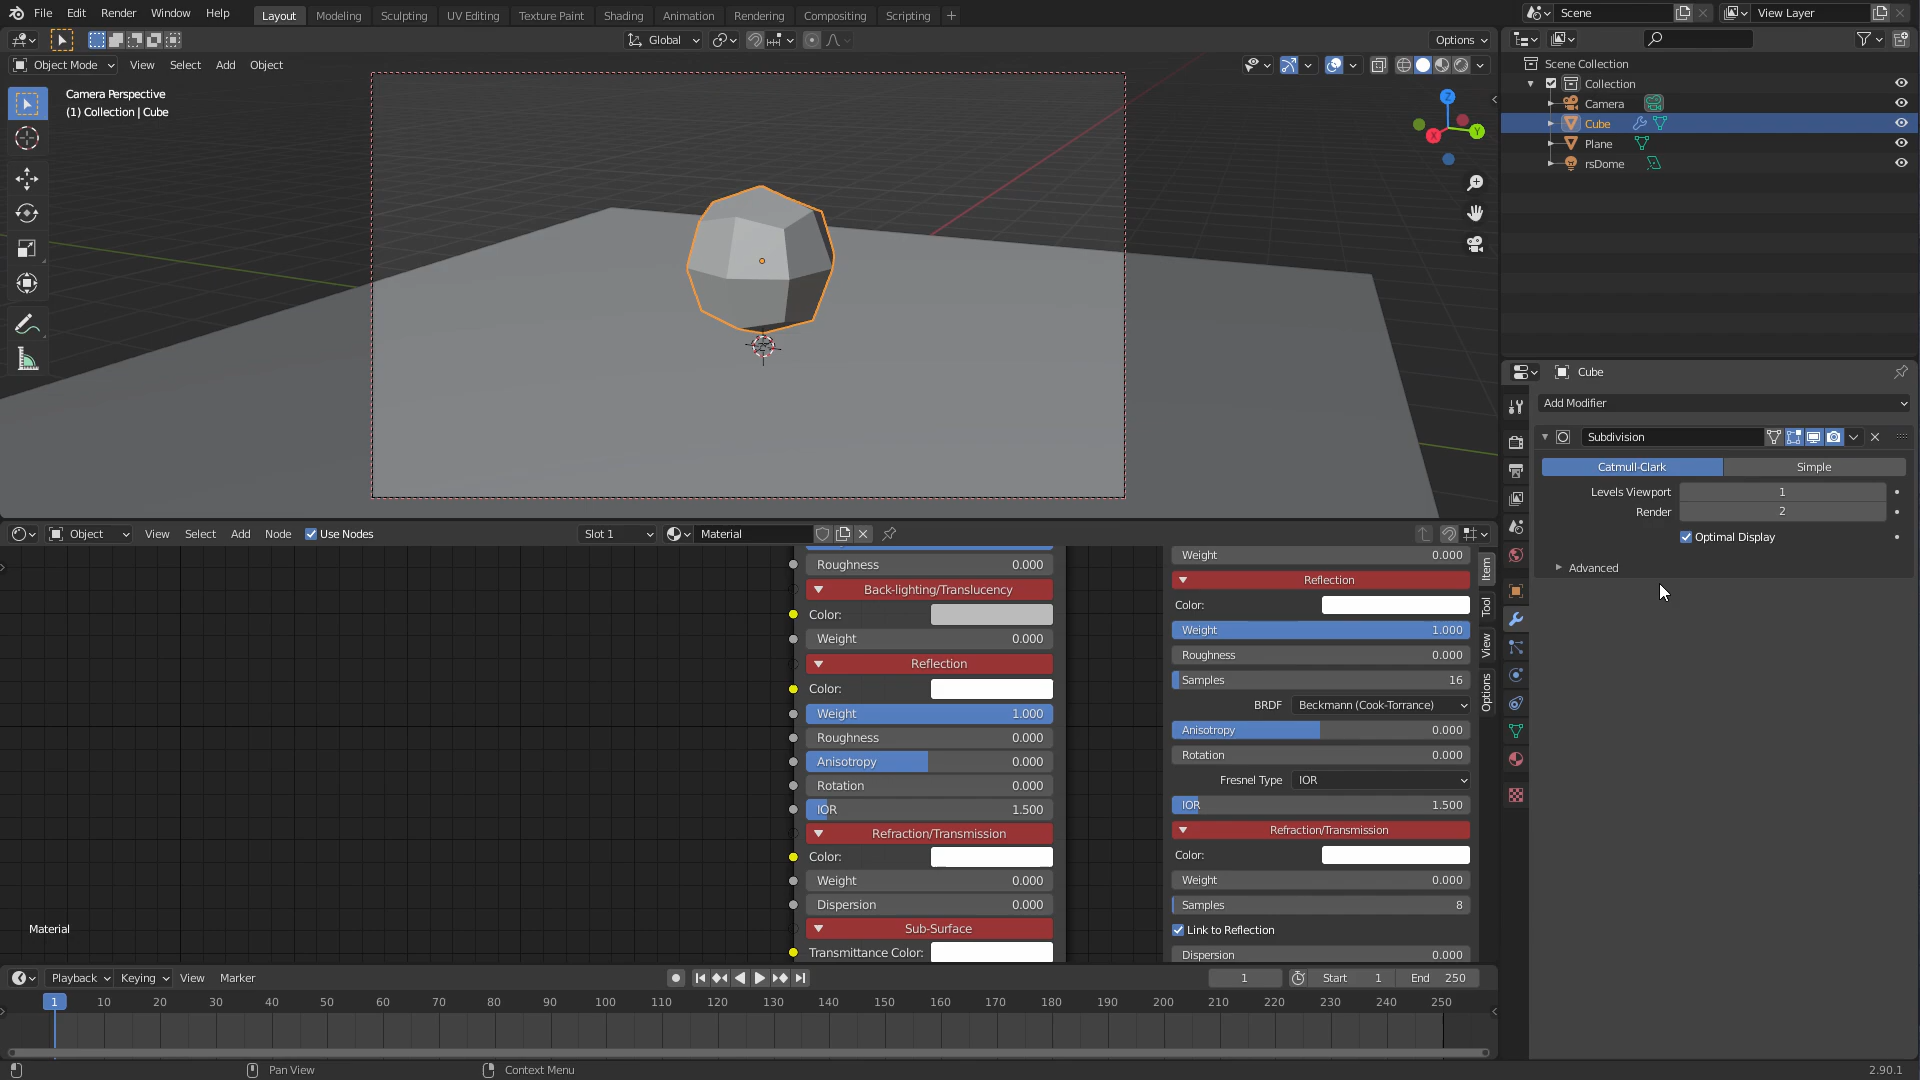 File Edit Render Window Help
Layout Modeling Sculpting UV Editing Texture Paint Shading Animation Rendering Compositing Scripting +
Scene
View Layer
Global
Options
Object Mode View Select Add Object
Camera Perspective
(1) Collection | Cube
Z
Y
X
Scene Collection
Collection
Camera
Cube
Plane
rsDome
Cube
Add Modifier
Subdivision
Catmull-Clark Simple
Levels Viewport 1
Render 2
Optimal Display
Advanced
Object View Select Add Node Use Nodes Slot 1 Material
Roughness 0.000
Back-lighting/Translucency
Color:
Weight 0.000
Reflection
Color:
Weight 1.000
Roughness 0.000
Anisotropy 0.000
Rotation 0.000
IOR 1.500
Refraction/Transmission
Color:
Weight 0.000
Dispersion 0.000
Sub-Surface
Transmittance Color:
Weight 0.000
Reflection
Color:
Weight 1.000
Roughness 0.000
Samples 16
BRDF Beckmann (Cook-Torrance)
Anisotropy 0.000
Rotation 0.000
Fresnel Type IOR
IOR 1.500
Refraction/Transmission
Color:
Weight 0.000
Samples 8
Link to Reflection
Dispersion 0.000
Item
Tool
View
Options
Material
Playback Keying View Marker
1 Start 1 End 250
1 10 20 30 40 50 60 70 80 90 100 110 120 130 140 150 160 170 180 190 200 210 220 230 240 250
Pan View
Context Menu
2.90.1